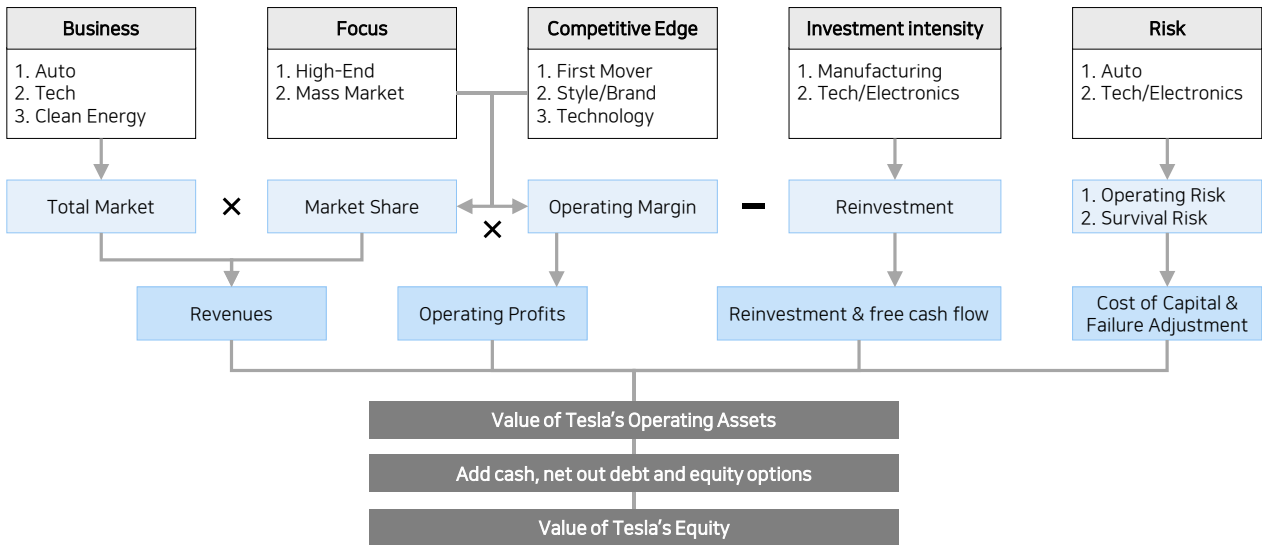 Business
1. Auto
2. Tech
3. Clean Energy
Focus
1. High-End
2. Mass Market
Competitive Edge
1. First Mover
2. Style/Brand
3. Technology
Investment intensity
1. Manufacturing
2. Tech/Electronics
Risk
1. Auto
2. Tech/Electronics
Total Market
×
Market Share
×
Operating Margin
–
Reinvestment
1. Operating Risk
2. Survival Risk
Revenues
Operating Profits
Reinvestment & free cash flow
Cost of Capital &
Failure Adjustment
Value of Tesla's Operating Assets
Add cash, net out debt and equity options
Value of Tesla's Equity